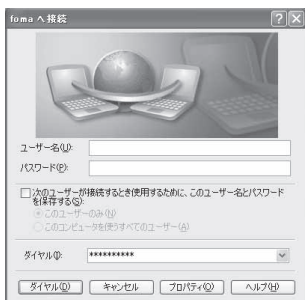 foma へ接続
ユーザー名(U):
パスワード(P):
次のユーザーが接続するとき使用するために、このユーザー名とパスワード
を保存する(S):
このユーザーのみ(N)
このコンピュータを使うすべてのユーザー(A)
ダイヤル(I): **********
ダイヤル(D) キャンセル プロパティ(O) ヘルプ(H)